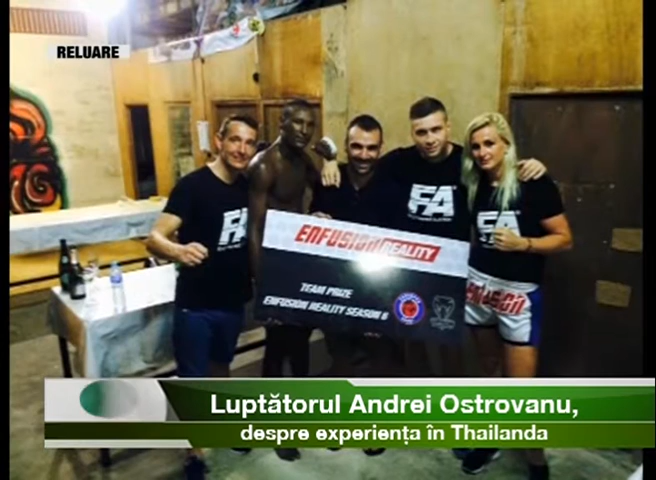 RELUARE
FA
FA
FA
ENFUSION REALITY
TEAM PRIZE
ENFUSION REALITY SEASON 6
ENFUSION
Luptătorul Andrei Ostrovanu,
despre experiența în Thailanda